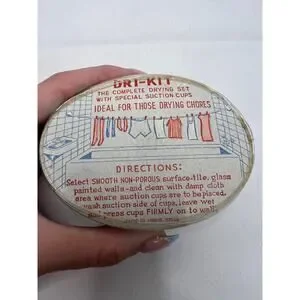 DRI-KIT
THE COMPLETE DRYING SET
WITH SPECIAL SUCTION CUPS
IDEAL FOR THOSE DRYING CHORES
DIRECTIONS:
Select SMOOTH NON-POROUS surface-tile, glass
painted walls-and clean with damp cloth
area where suction cups are to be placed.
wash suction side of cups, leave wet
and press cups FIRMLY on to wall